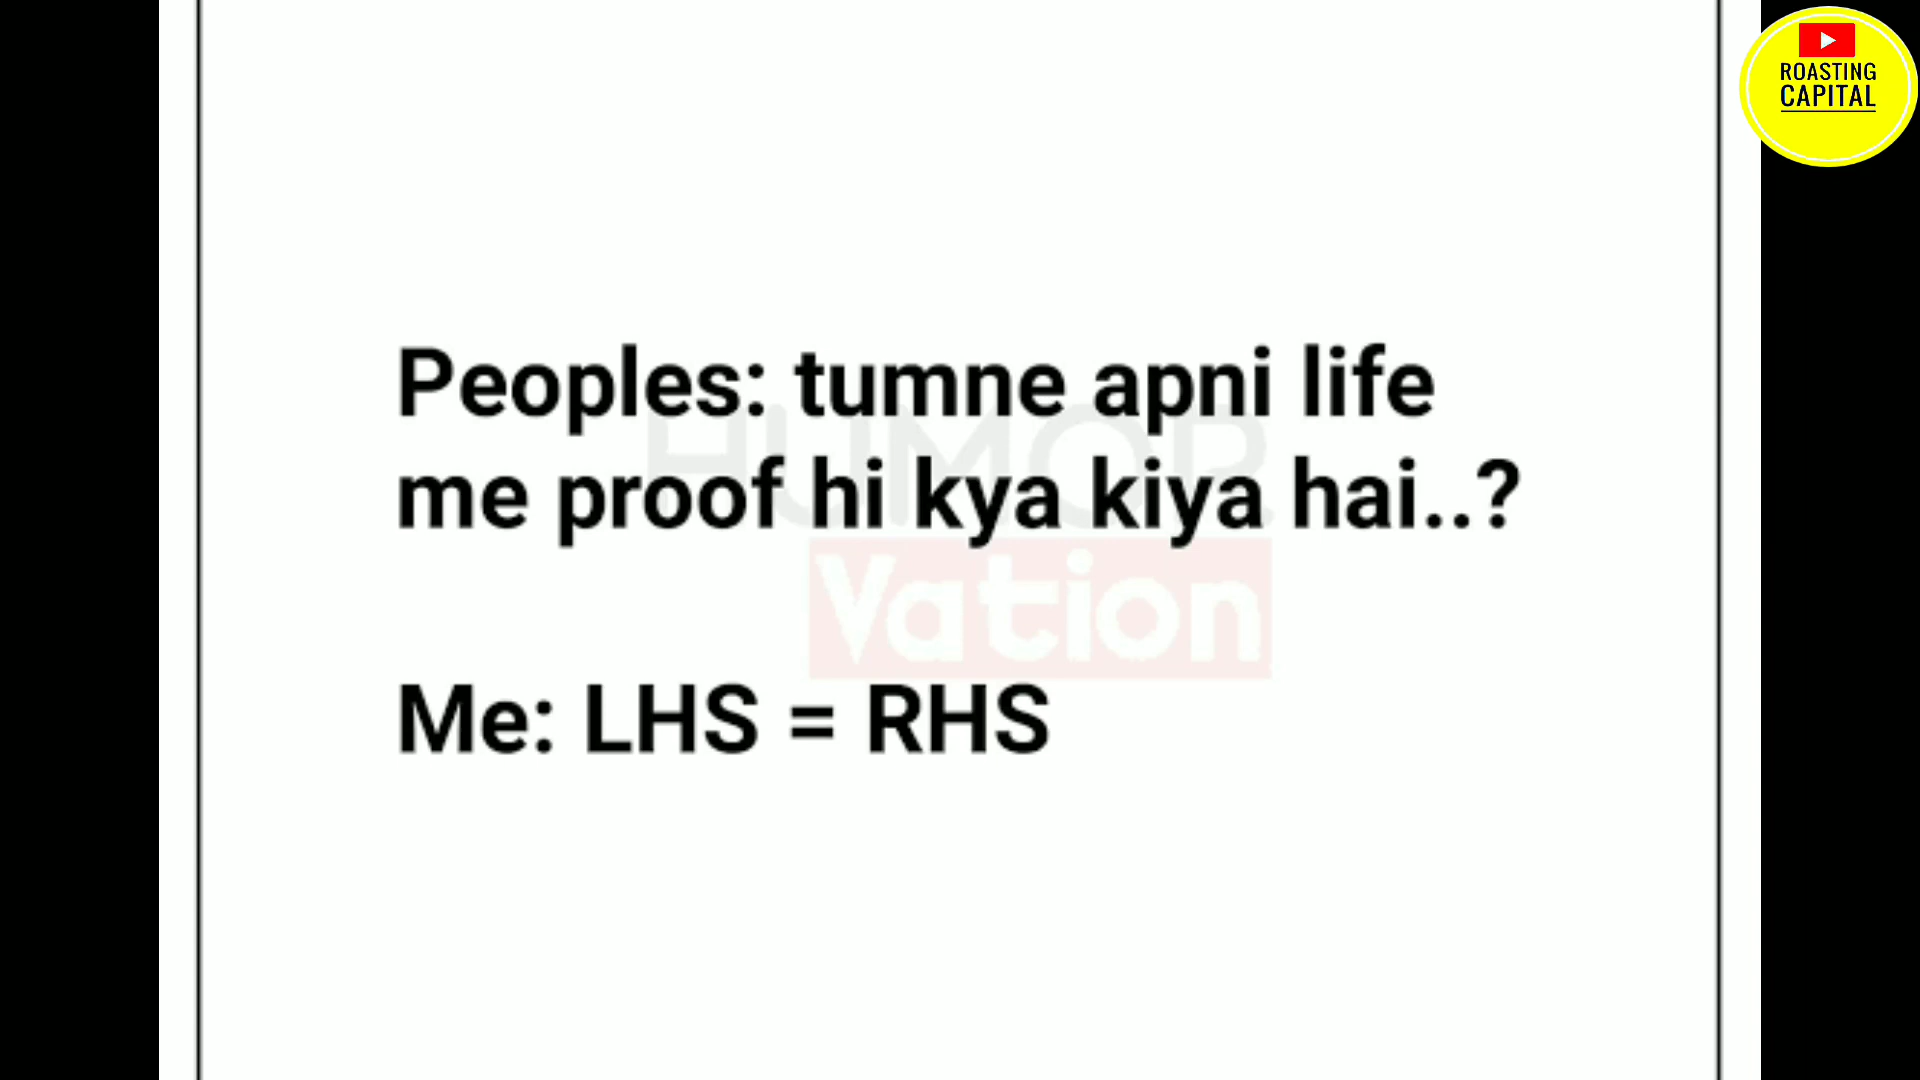 ROASTING
CAPITAL
Peoples: tumne apni life
me proof hi kya kiya hai..?
HUMOR
Vation
Me: LHS = RHS